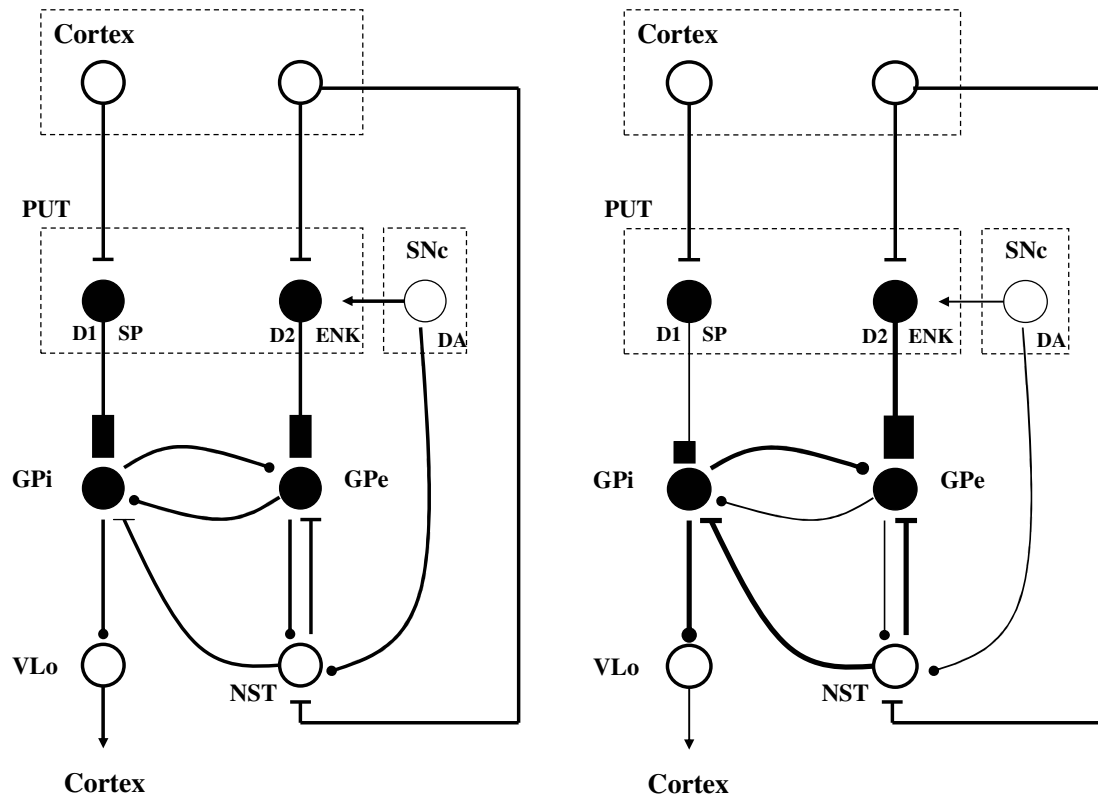 Cortex
PUT
SNc
D1 SP
D2 ENK
DA
GPi
GPe
VLo
NST
Cortex
Cortex
PUT
SNc
D1 SP
D2 ENK
DA
GPi
GPe
VLo
NST
Cortex